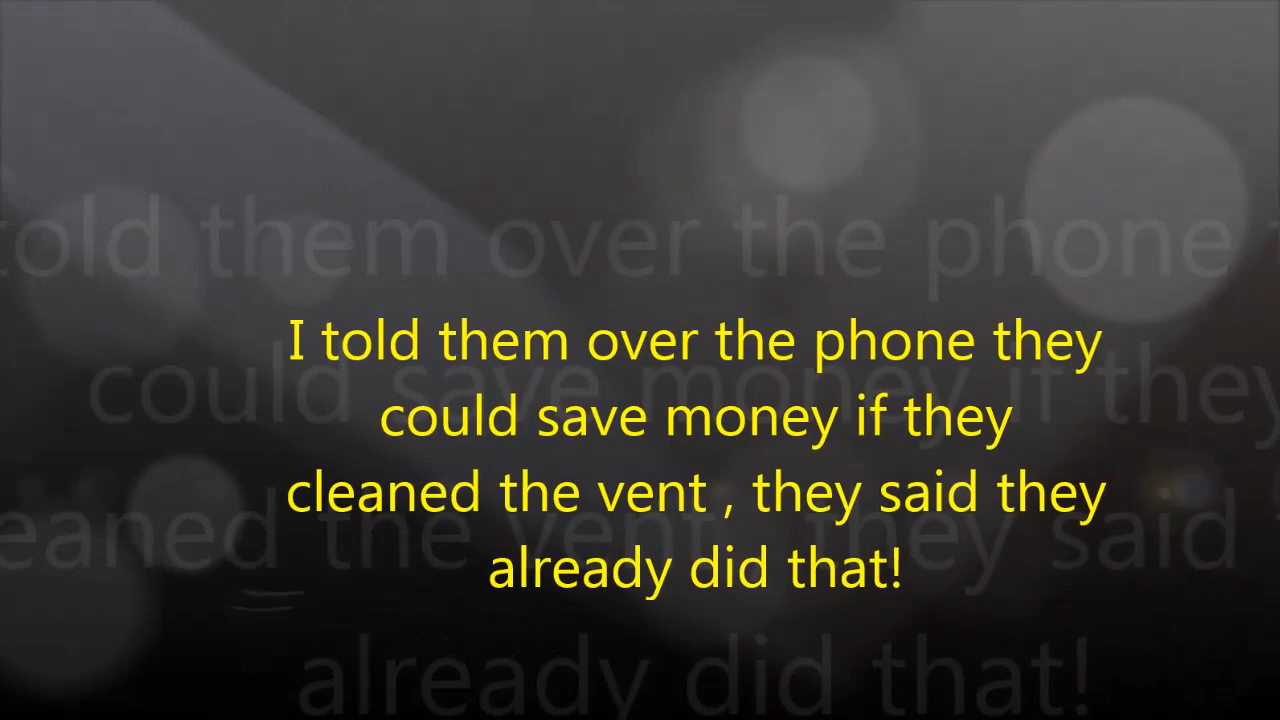 I told them over the phone they
could save money if they
cleaned the vent , they said they
already did that!